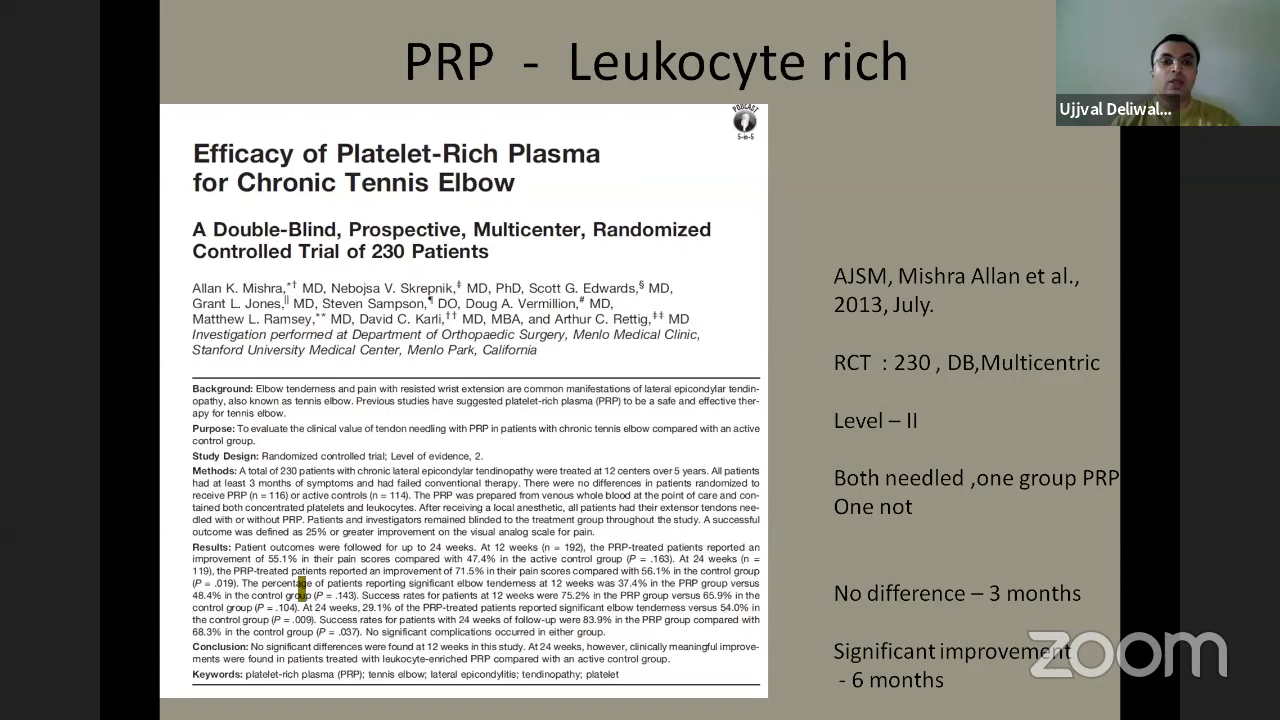 PRP - Leukocyte rich
Ujjval Deliwal...
PODCAST
5-in-5
Efficacy of Platelet-Rich Plasma
for Chronic Tennis Elbow
A Double-Blind, Prospective, Multicenter, Randomized
Controlled Trial of 230 Patients
Allan K. Mishra,*† MD, Nebojsa V. Skrepnik,‡ MD, PhD, Scott G. Edwards,§ MD,
Grant L. Jones,|| MD, Steven Sampson,¶ DO, Doug A. Vermillion,# MD,
Matthew L. Ramsey,** MD, David C. Karli,†† MD, MBA, and Arthur C. Rettig,‡‡ MD
Investigation performed at Department of Orthopaedic Surgery, Menlo Medical Clinic,
Stanford University Medical Center, Menlo Park, California
Background: Elbow tenderness and pain with resisted wrist extension are common manifestations of lateral epicondylar tendin-
opathy, also known as tennis elbow. Previous studies have suggested platelet-rich plasma (PRP) to be a safe and effective ther-
apy for tennis elbow.
Purpose: To evaluate the clinical value of tendon needling with PRP in patients with chronic tennis elbow compared with an active
control group.
Study Design: Randomized controlled trial; Level of evidence, 2.
Methods: A total of 230 patients with chronic lateral epicondylar tendinopathy were treated at 12 centers over 5 years. All patients
had at least 3 months of symptoms and had failed conventional therapy. There were no differences in patients randomized to
receive PRP (n = 116) or active controls (n = 114). The PRP was prepared from venous whole blood at the point of care and con-
tained both concentrated platelets and leukocytes. After receiving a local anesthetic, all patients had their extensor tendons nee-
dled with or without PRP. Patients and investigators remained blinded to the treatment group throughout the study. A successful
outcome was defined as 25% or greater improvement on the visual analog scale for pain.
Results: Patient outcomes were followed for up to 24 weeks. At 12 weeks (n = 192), the PRP-treated patients reported an
improvement of 55.1% in their pain scores compared with 47.4% in the active control group (P = .163). At 24 weeks (n =
119), the PRP-treated patients reported an improvement of 71.5% in their pain scores compared with 56.1% in the control group
(P = .019). The percentage of patients reporting significant elbow tenderness at 12 weeks was 37.4% in the PRP group versus
48.4% in the control group (P = .143). Success rates for patients at 12 weeks were 75.2% in the PRP group versus 65.9% in the
control group (P = .104). At 24 weeks, 29.1% of the PRP-treated patients reported significant elbow tenderness versus 54.0% in
the control group (P = .009). Success rates for patients with 24 weeks of follow-up were 83.9% in the PRP group compared with
68.3% in the control group (P = .037). No significant complications occurred in either group.
Conclusion: No significant differences were found at 12 weeks in this study. At 24 weeks, however, clinically meaningful improve-
ments were found in patients treated with leukocyte-enriched PRP compared with an active control group.
Keywords: platelet-rich plasma (PRP); tennis elbow; lateral epicondylitis; tendinopathy; platelet
AJSM, Mishra Allan et al.,
2013, July.
RCT : 230 , DB,Multicentric
Level – II
Both needled ,one group PRP
One not
No difference – 3 months
Significant improvement
- 6 months
zoom